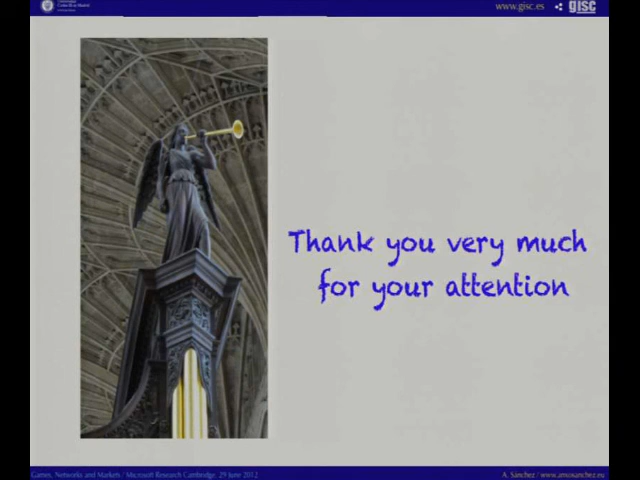 www.gisc.es
gisc
Thank you very much
for your attention
Games, Networks and Markets / Microsoft Research Cambridge 29 June 2012
A. Sánchez / www.anxosanchez.eu